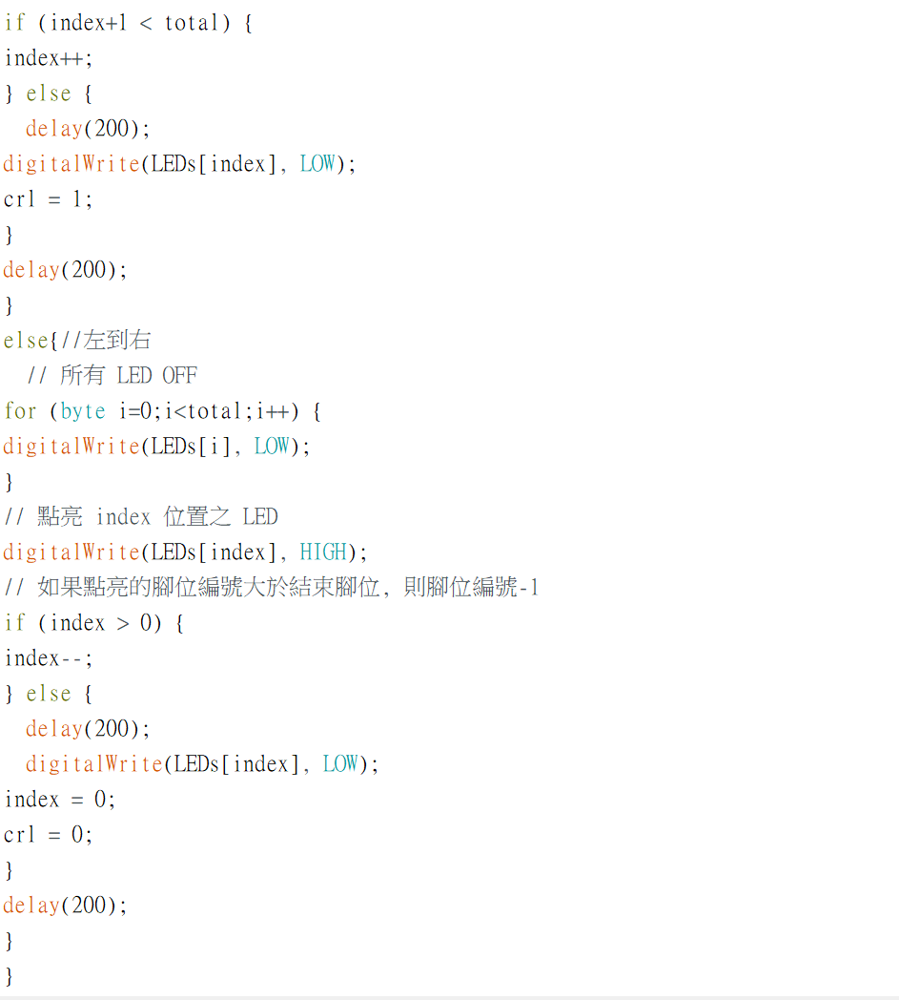 if (index+1 < total) {
index++;
} else {
  delay(200);
digitalWrite(LEDs[index], LOW);
crl = 1;
}
delay(200);
}
else{//左到右
  // 所有 LED OFF
for (byte i=0;i<total;i++) {
digitalWrite(LEDs[i], LOW);
}
// 點亮 index 位置之 LED
digitalWrite(LEDs[index], HIGH);
// 如果點亮的腳位編號大於結束腳位, 則腳位編號-1
if (index > 0) {
index--;
} else {
  delay(200);
  digitalWrite(LEDs[index], LOW);
index = 0;
crl = 0;
}
delay(200);
}
}